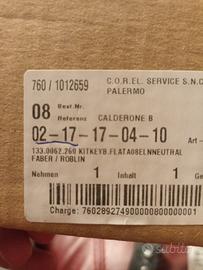 760 / 1012659
C.O.R.EL. SERVICE S.N.C
PALERMO
08 Best.Nr.
Referenz CALDERONE B
02-17-17-04-10
133.0062.260 KITKEYB.FLATA08ELNNEUTRAL
FABER / ROBLIN
Nehmen 1 Inhalt 1
Charge: 76028927490000080000001
subito